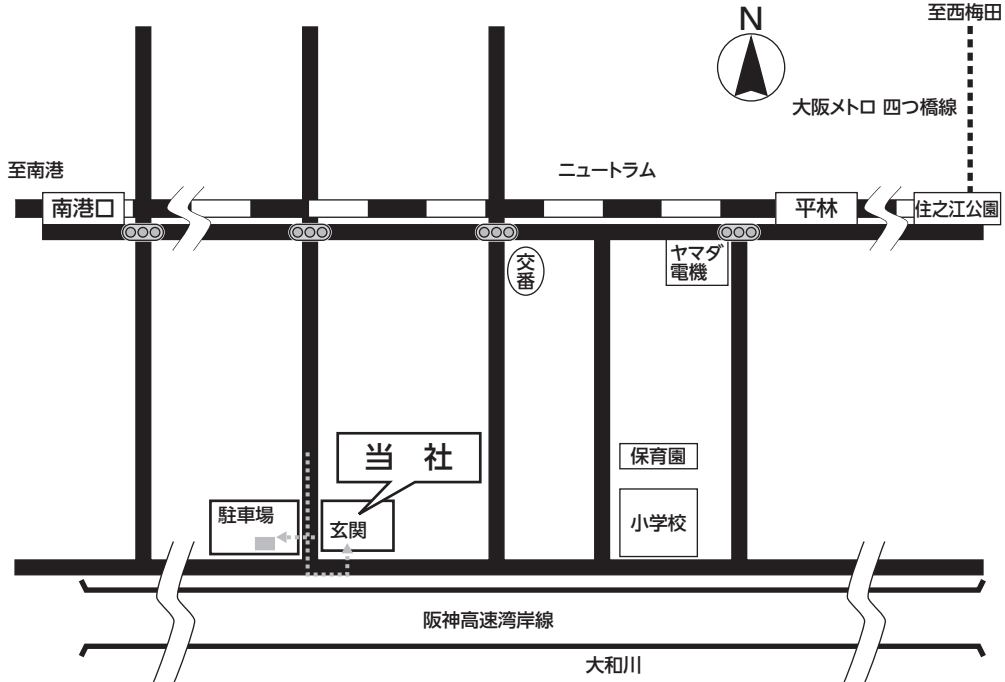 至西梅田
N
大阪メトロ 四つ橋線
至南港
ニュートラム
南港口
平林
住之江公園
交番
ヤマダ
電機
当 社
保育園
駐車場
玄関
小学校
阪神高速湾岸線
大和川